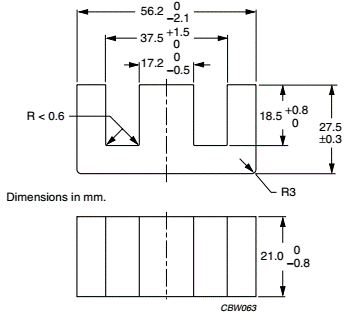 56.2 0 −2.1
37.5 +1.5 0
17.2 0 −0.5
R < 0.6
18.5 +0.8 0
27.5 ±0.3
R3
Dimensions in mm.
21.0 0 −0.8
CBW063